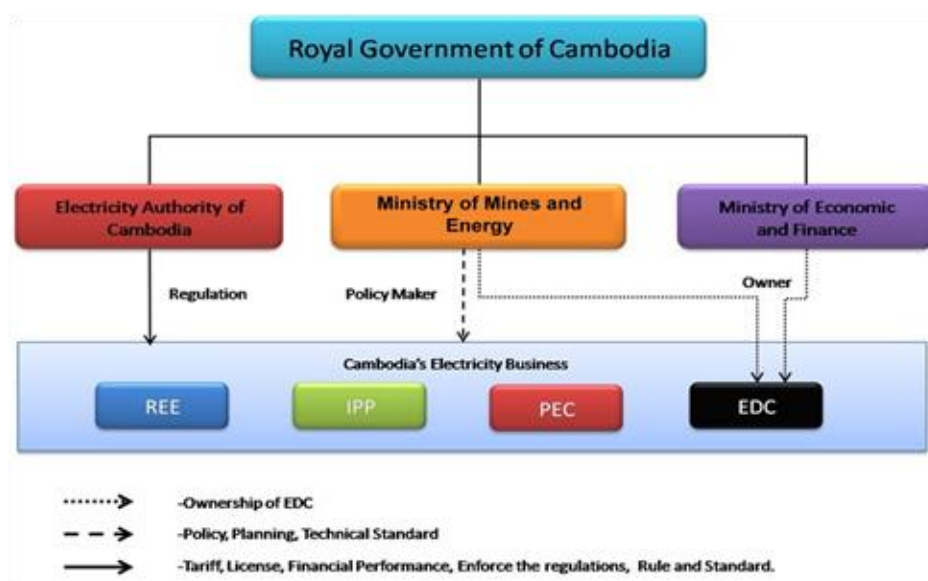 Royal Government of Cambodia
Electricity Authority of
Cambodia
Ministry of Mines and
Energy
Ministry of Economic
and Finance
Regulation
Policy Maker
Owner
Cambodia's Electricity Business
REE
IPP
PEC
EDC
-Ownership of EDC
-Policy, Planning, Technical Standard
-Tariff, License, Financial Performance, Enforce the regulations, Rule and Standard.